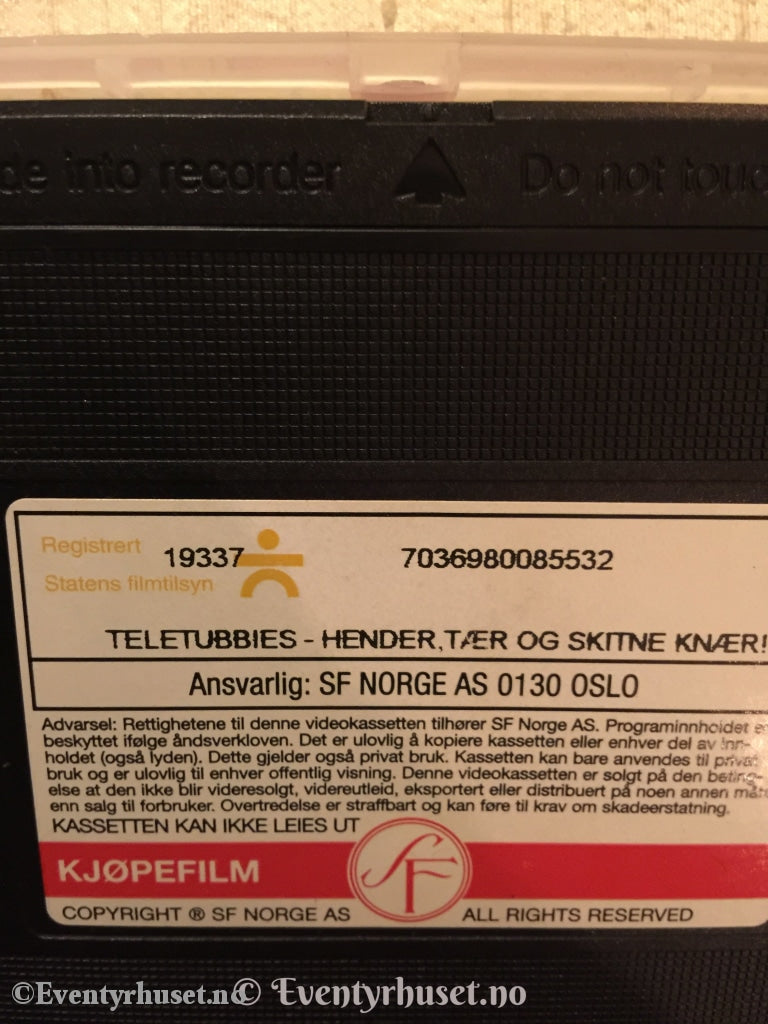 de into recorder Do not touc
Registrert 19337 7036980085532
Statens filmtilsyn
TELETUBBIES - HENDER,TÆR OG SKITNE KNÆR!
Ansvarlig: SF NORGE AS 0130 OSLO
Advarsel: Rettighetene til denne videokassetten tilhører SF Norge AS. Programinnholdet e
beskyttet ifølge åndsverkloven. Det er ulovlig å kopiere kassetten eller enhver del av inn-
holdet (også lyden). Dette gjelder også privat bruk. Kassetten kan bare anvendes til privat
bruk og er ulovlig til enhver offentlig visning. Denne videokassetten er solgt på den beting-
else at den ikke blir videresolgt, videreutleid, eksportert eller distribuert på noen annen måte
enn salg til forbruker. Overtredelse er straffbart og kan føre til krav om skadeerstatning.
KASSETTEN KAN IKKE LEIES UT
KJØPEFILM
SF
COPYRIGHT ® SF NORGE AS ALL RIGHTS RESERVED
©Eventyrhuset.no © Eventyrhuset.no